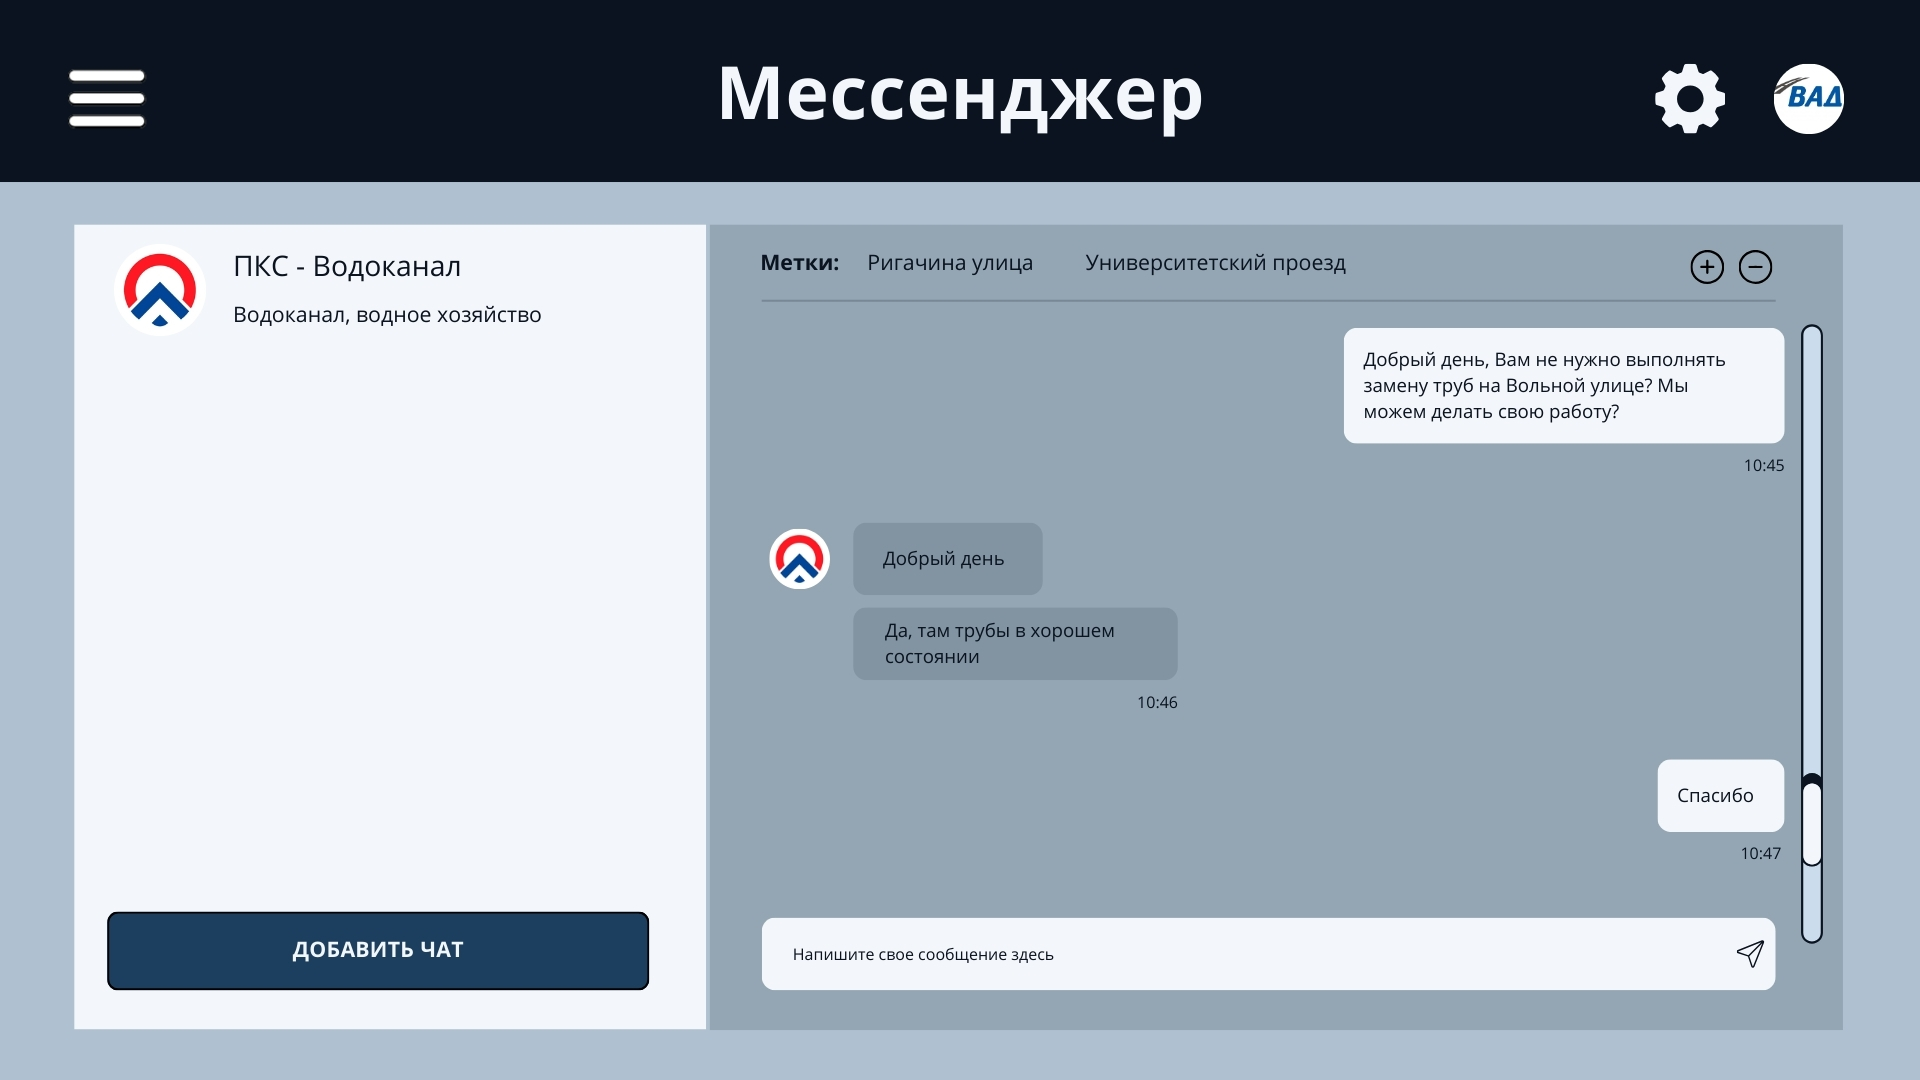 Мессенджер
ВАД
ПКС - Водоканал
Водоканал, водное хозяйство
ДОБАВИТЬ ЧАТ
Метки: Ригачина улица Университетский проезд
Добрый день, Вам не нужно выполнять
замену труб на Вольной улице? Мы
можем делать свою работу?
10:45
Добрый день
Да, там трубы в хорошем
состоянии
10:46
Спасибо
10:47
Напишите свое сообщение здесь